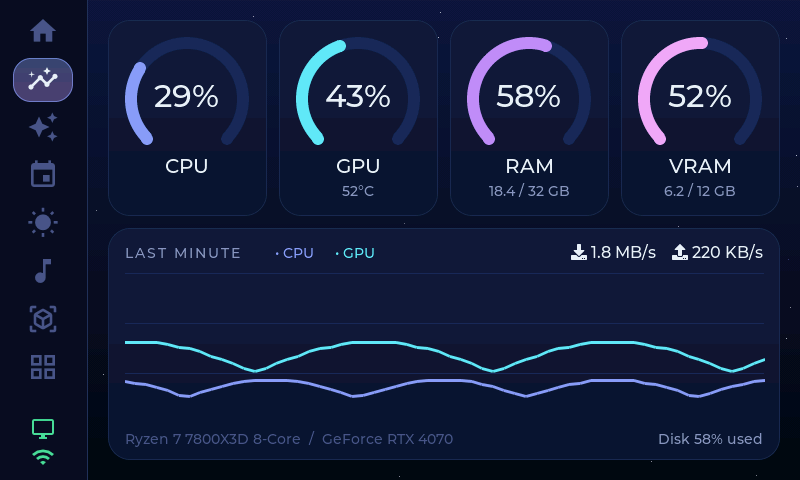 29%
CPU
43%
GPU
52°C
58%
RAM
18.4 / 32 GB
52%
VRAM
6.2 / 12 GB
LAST MINUTE • CPU • GPU 1.8 MB/s 220 KB/s
Ryzen 7 7800X3D 8-Core / GeForce RTX 4070 Disk 58% used